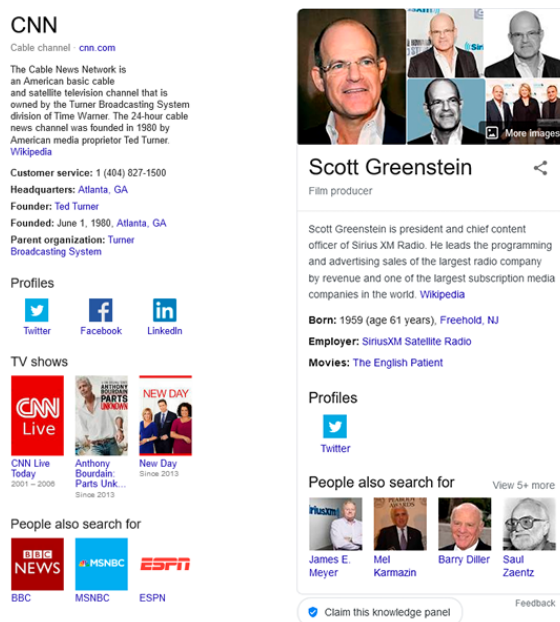 CNN
Cable channel · cnn.com
The Cable News Network is
an American basic cable
and satellite television channel that is
owned by the Turner Broadcasting System
division of Time Warner. The 24-hour cable
news channel was founded in 1980 by
American media proprietor Ted Turner.
Wikipedia
Customer service: 1 (404) 827-1500
Headquarters: Atlanta, GA
Founder: Ted Turner
Founded: June 1, 1980, Atlanta, GA
Parent organization: Turner
Broadcasting System
Profiles
Twitter
Facebook
LinkedIn
TV shows
CNN
Live
ANTHONY
BOURDAIN
PARTS
UNKNOWN
NEW DAY
CNN Live
Today
2001 – 2006
Anthony
Bourdain:
Parts Unk...
Since 2013
New Day
Since 2013
People also search for
BBC
NEWS
MSNBC
ESPN
BBC
MSNBC
ESPN
More images
Scott Greenstein
Film producer
Scott Greenstein is president and chief content
officer of Sirius XM Radio. He leads the programming
and advertising sales of the largest radio company
by revenue and one of the largest subscription media
companies in the world. Wikipedia
Born: 1959 (age 61 years), Freehold, NJ
Employer: SiriusXM Satellite Radio
Movies: The English Patient
Profiles
Twitter
People also search for
View 5+ more
PEABODY
AWARDS
James E.
Meyer
Mel
Karmazin
Barry Diller
Saul
Zaentz
Feedback
Claim this knowledge panel